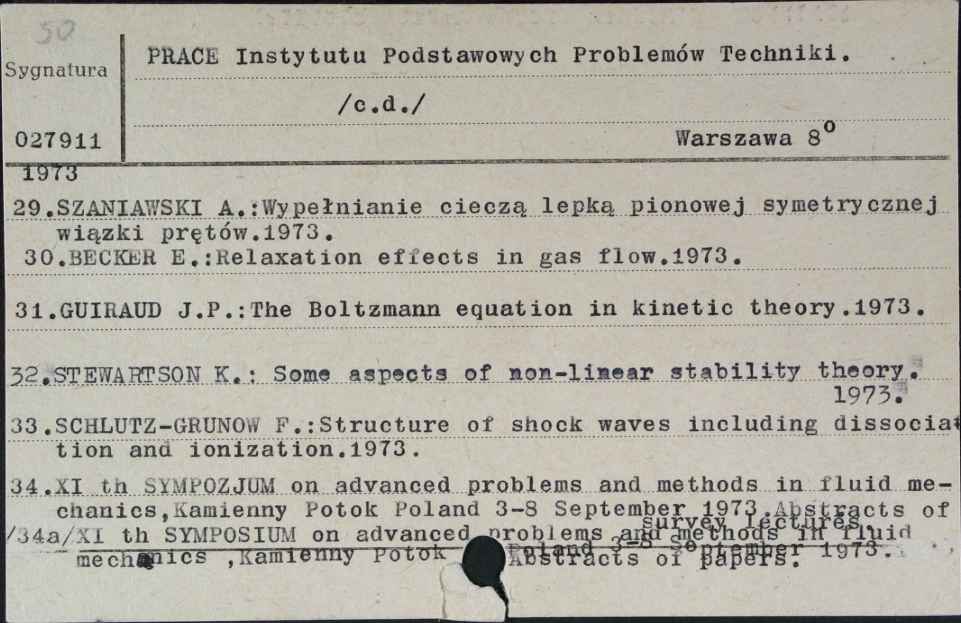 50
Sygnatura
PRACE Instytutu Podstawowych Problemów Techniki.
/c.d./
027911
Warszawa 8º
1973
29.SZANIAWSKI A.:Wypełnianie cieczą lepką pionowej symetrycznej
wiązki prętów.1973.
30.BECKER E.:Relaxation effects in gas flow.1973.
31.GUIRAUD J.P.:The Boltzmann equation in kinetic theory.1973.
32.STEWARTSON K.: Some aspects of non-linear stability theory.
1973.
33.SCHLUTZ-GRUNOW F.:Structure of shock waves including dissocia-
tion and ionization.1973.
34.XI th SYMPOZJUM on advanced problems and methods in fluid me-
chanics,Kamienny Potok Poland 3-8 September 1973.Abstracts of
survey lectures.
/34a/XI th SYMPOSIUM on advanced problems and methods in fluid
mechanics ,Kamienny Potok Poland 3-8 September 1973.
Abstracts of papers.